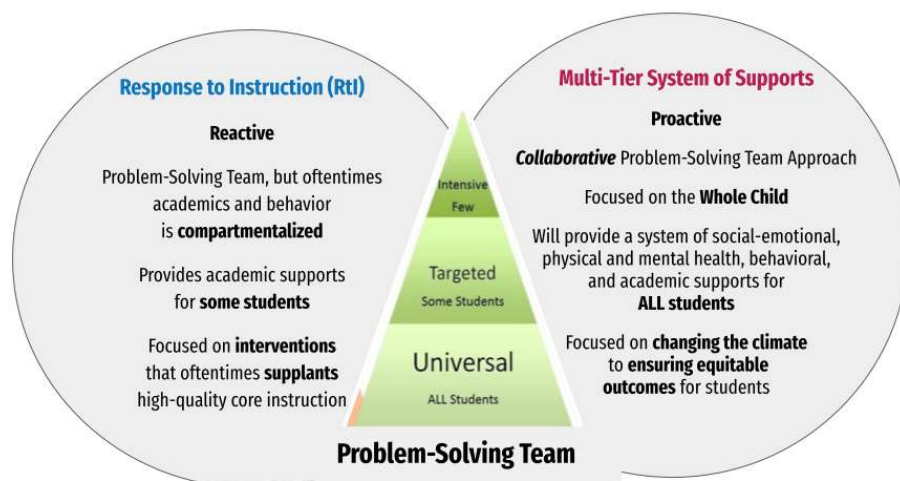 Response to Instruction (RtI)
Reactive
Problem-Solving Team, but oftentimes
academics and behavior
is compartmentalized
Provides academic supports
for some students
Focused on interventions
that oftentimes supplants
high-quality core instruction
Intensive
Few
Targeted
Some Students
Universal
ALL Students
Problem-Solving Team
Multi-Tier System of Supports
Proactive
Collaborative Problem-Solving Team Approach
Focused on the Whole Child
Will provide a system of social-emotional,
physical and mental health, behavioral,
and academic supports for
ALL students
Focused on changing the climate
to ensuring equitable
outcomes for students